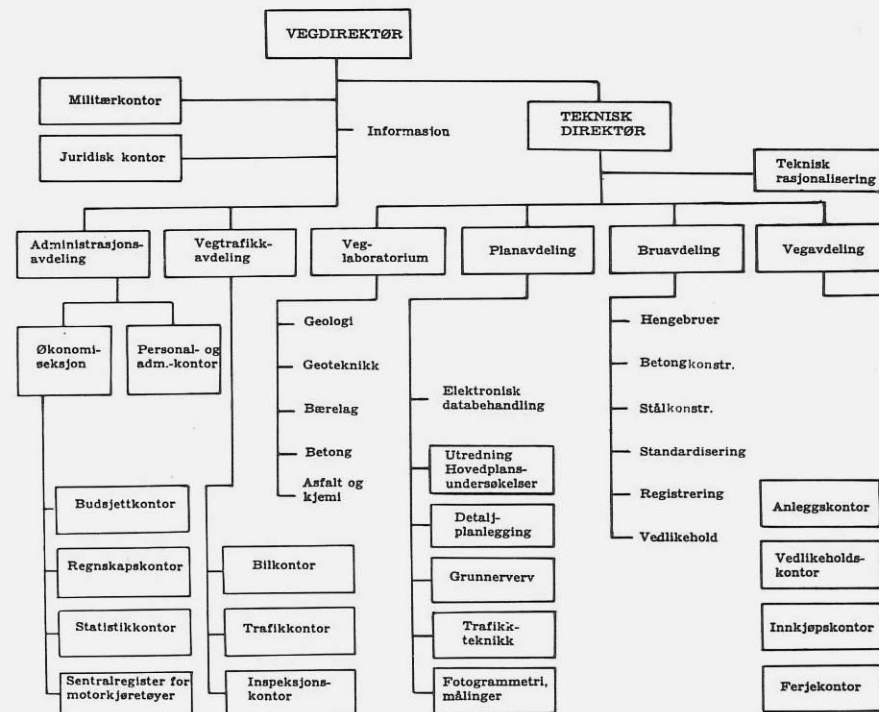 VEGDIREKTØR
Militærkontor
Informasjon
TEKNISK
DIREKTØR
Juridisk kontor
Teknisk
rasjonalisering
Administrasjons-
avdeling
Vegtrafikk-
avdeling
Veg-
laboratorium
Planavdeling
Bruavdeling
Vegavdeling
Økonomi-
seksjon
Personal- og
adm.-kontor
Budsjettkontor
Regnskapskontor
Statistikkontor
Sentralregister for
motorkjøretøyer
Bilkontor
Trafikkontor
Inspeksjons-
kontor
Geologi
Geoteknikk
Bærelag
Betong
Asfalt og
kjemi
Elektronisk
databehandling
Utredning
Hovedplans-
undersøkelser
Detalj-
planlegging
Grunnerverv
Trafikk-
teknikk
Fotogrammetri,
målinger
Hengebruer
Betongkonstr.
Stålkonstr.
Standardisering
Registrering
Vedlikehold
Anleggskontor
Vedlikeholds-
kontor
Innkjøpskontor
Ferjekontor